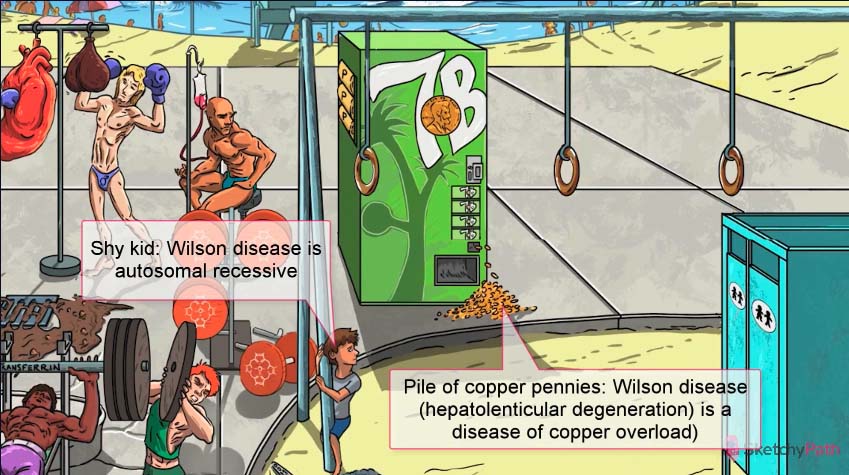 P
P
P
7B
TRANSFERRIN
Shy kid: Wilson disease is
autosomal recessive
Pile of copper pennies: Wilson disease
(hepatolenticular degeneration) is a
disease of copper overload)
SketchyPath